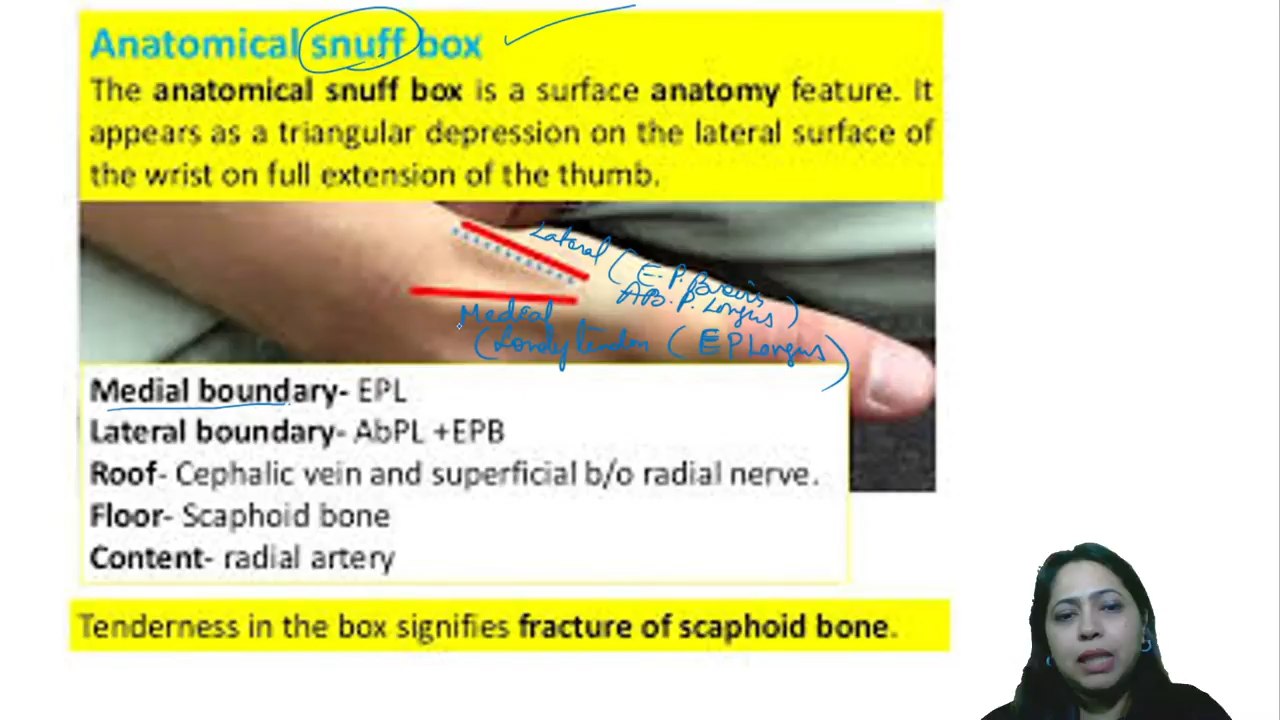 Anatomical snuff box
The anatomical snuff box is a surface anatomy feature. It
appears as a triangular depression on the lateral surface of
the wrist on full extension of the thumb.
Lateral ( E. P. Brevis
AB. P. Longus )
Medial
( tendon ( EP Longus )
Medial boundary- EPL
Lateral boundary- AbPL +EPB
Roof- Cephalic vein and superficial b/o radial nerve.
Floor- Scaphoid bone
Content- radial artery
Tenderness in the box signifies fracture of scaphoid bone.